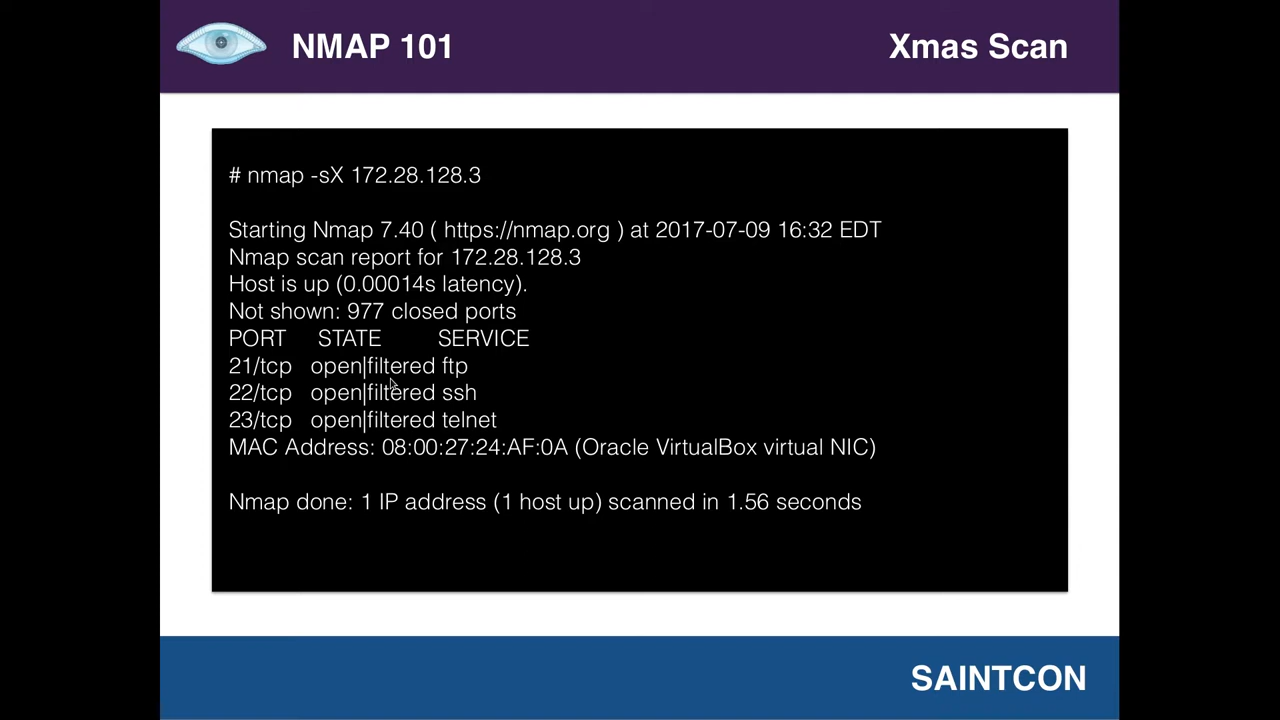 NMAP 101
Xmas Scan
# nmap -sX 172.28.128.3
Starting Nmap 7.40 ( https://nmap.org ) at 2017-07-09 16:32 EDT
Nmap scan report for 172.28.128.3
Host is up (0.00014s latency).
Not shown: 977 closed ports
PORT STATE SERVICE
21/tcp open|filtered ftp
22/tcp open|filtered ssh
23/tcp open|filtered telnet
MAC Address: 08:00:27:24:AF:0A (Oracle VirtualBox virtual NIC)
Nmap done: 1 IP address (1 host up) scanned in 1.56 seconds
SAINTCON